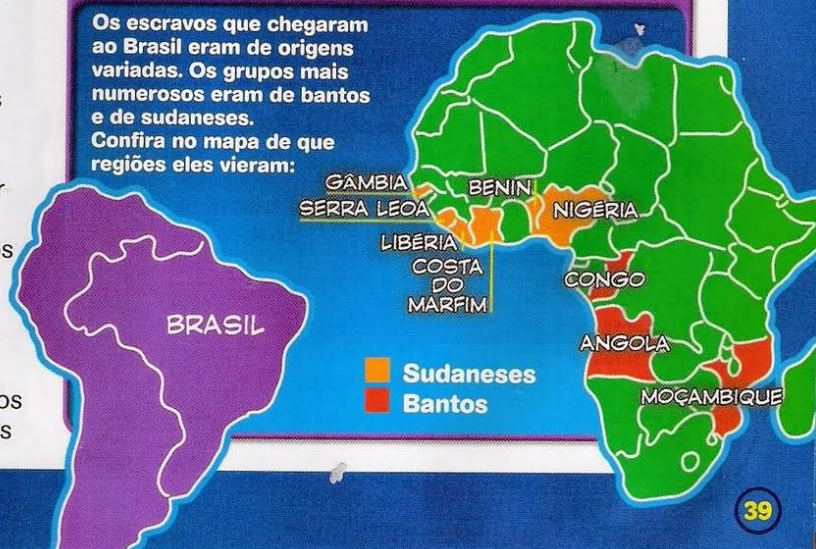 Os escravos que chegaram
ao Brasil eram de origens
variadas. Os grupos mais
numerosos eram de bantos
e de sudaneses.
Confira no mapa de que
regiões eles vieram:
GÂMBIA
BENIN
SERRA LEOA
NIGÉRIA
LIBÉRIA
COSTA
DO
MARFIM
CONGO
BRASIL
ANGOLA
Sudaneses
Bantos
MOÇAMBIQUE
39